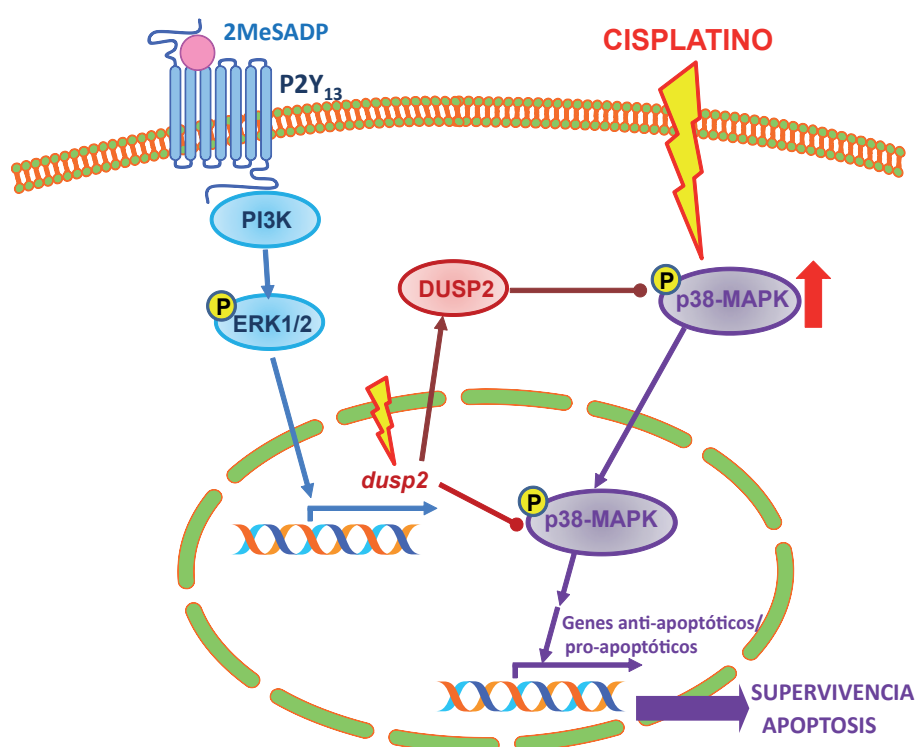 2MeSADP
CISPLATINO
P2Y13
PI3K
P
ERK1/2
DUSP2
P
p38-MAPK
dusp2
P
p38-MAPK
Genes anti-apoptóticos/
pro-apoptóticos
SUPERVIVENCIA
APOPTOSIS